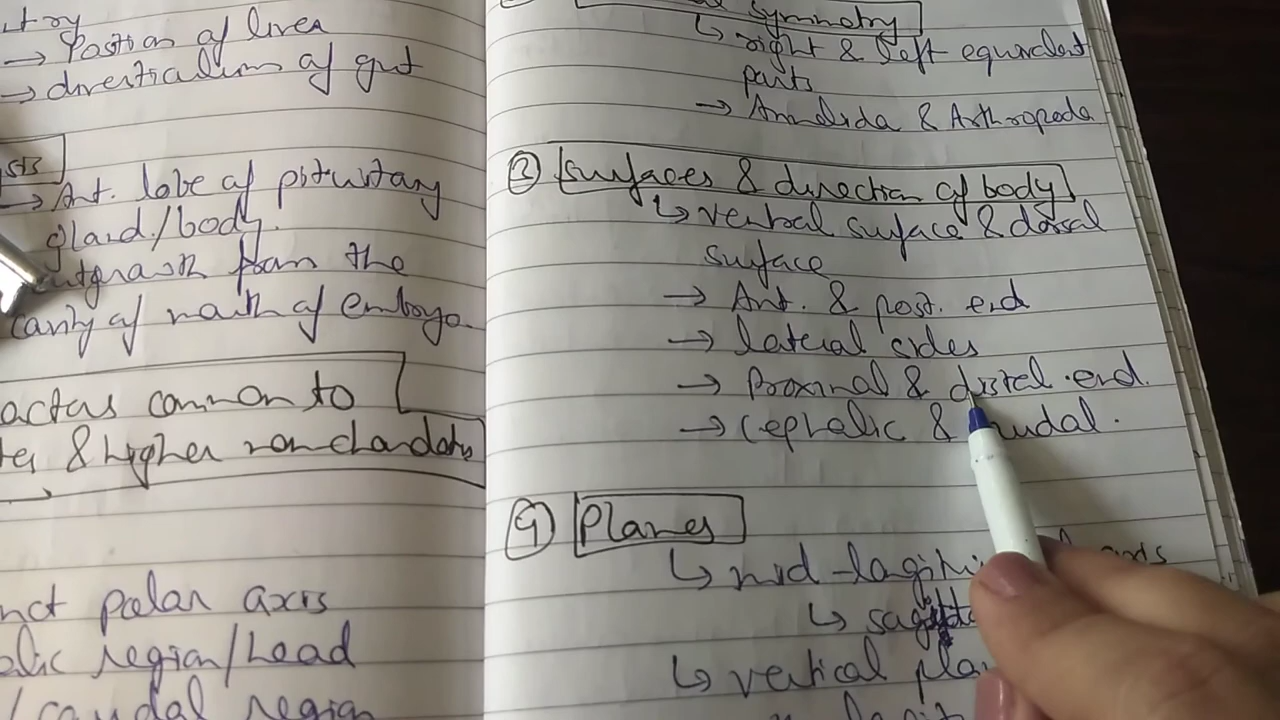 → Position of liver
→ diverticulum of gut
→ Ant. lobe of pituitary
gland/body.
outgrowth from the
cavity of mouth of embryo.
common to
& higher nonchordates
polar axis
region/head
/caudal region
symmetry
↳ right & left equivalent
parts
→ Annelida & Arthropoda
③ Surfaces & direction of body
↳ ventral surface & dorsal
surface
→ Ant. & post. end
→ lateral sides
→ Proximal & distal end.
→ Cephalic & caudal.
④ Planes
↳ axis
↳ vertical